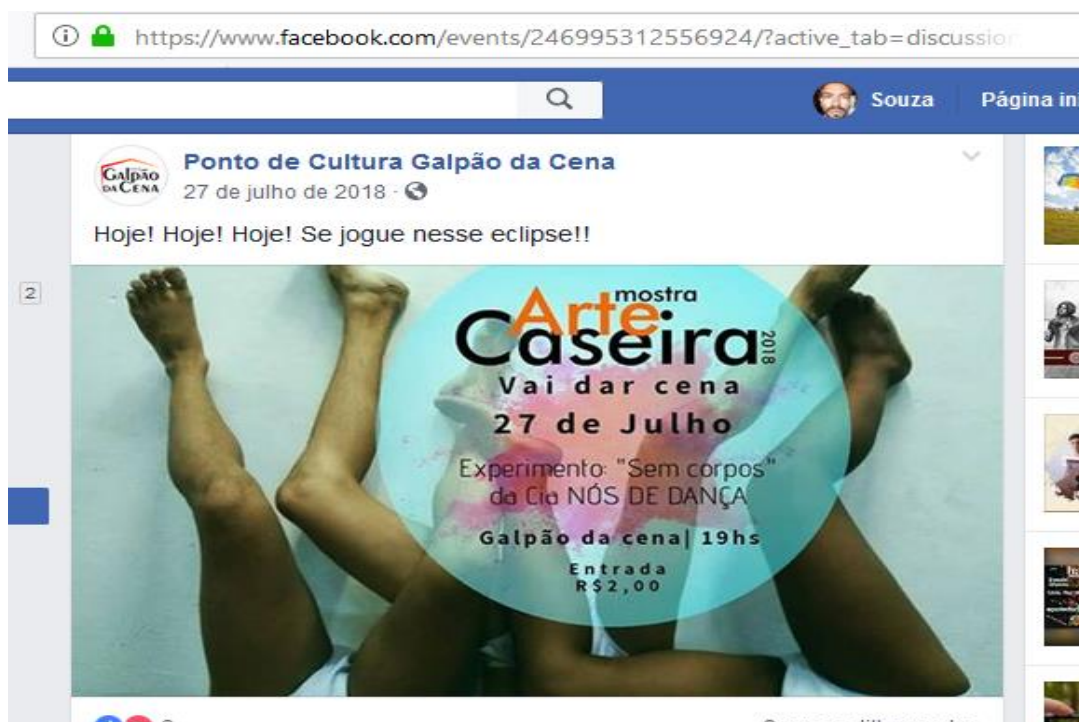 https://www.facebook.com/events/246995312556924/?active_tab=discussion
Souza
Página in
Ponto de Cultura Galpão da Cena
27 de julho de 2018 ·
GALPÃO
DA CENA
Hoje! Hoje! Hoje! Se jogue nesse eclipse!!
2
mostra
Arte
Caseira
2018
Vai dar cena
27 de Julho
Experimento: "Sem corpos"
da Cia NÓS DE DANÇA
Galpão da cena| 19hs
Entrada
R$2,00